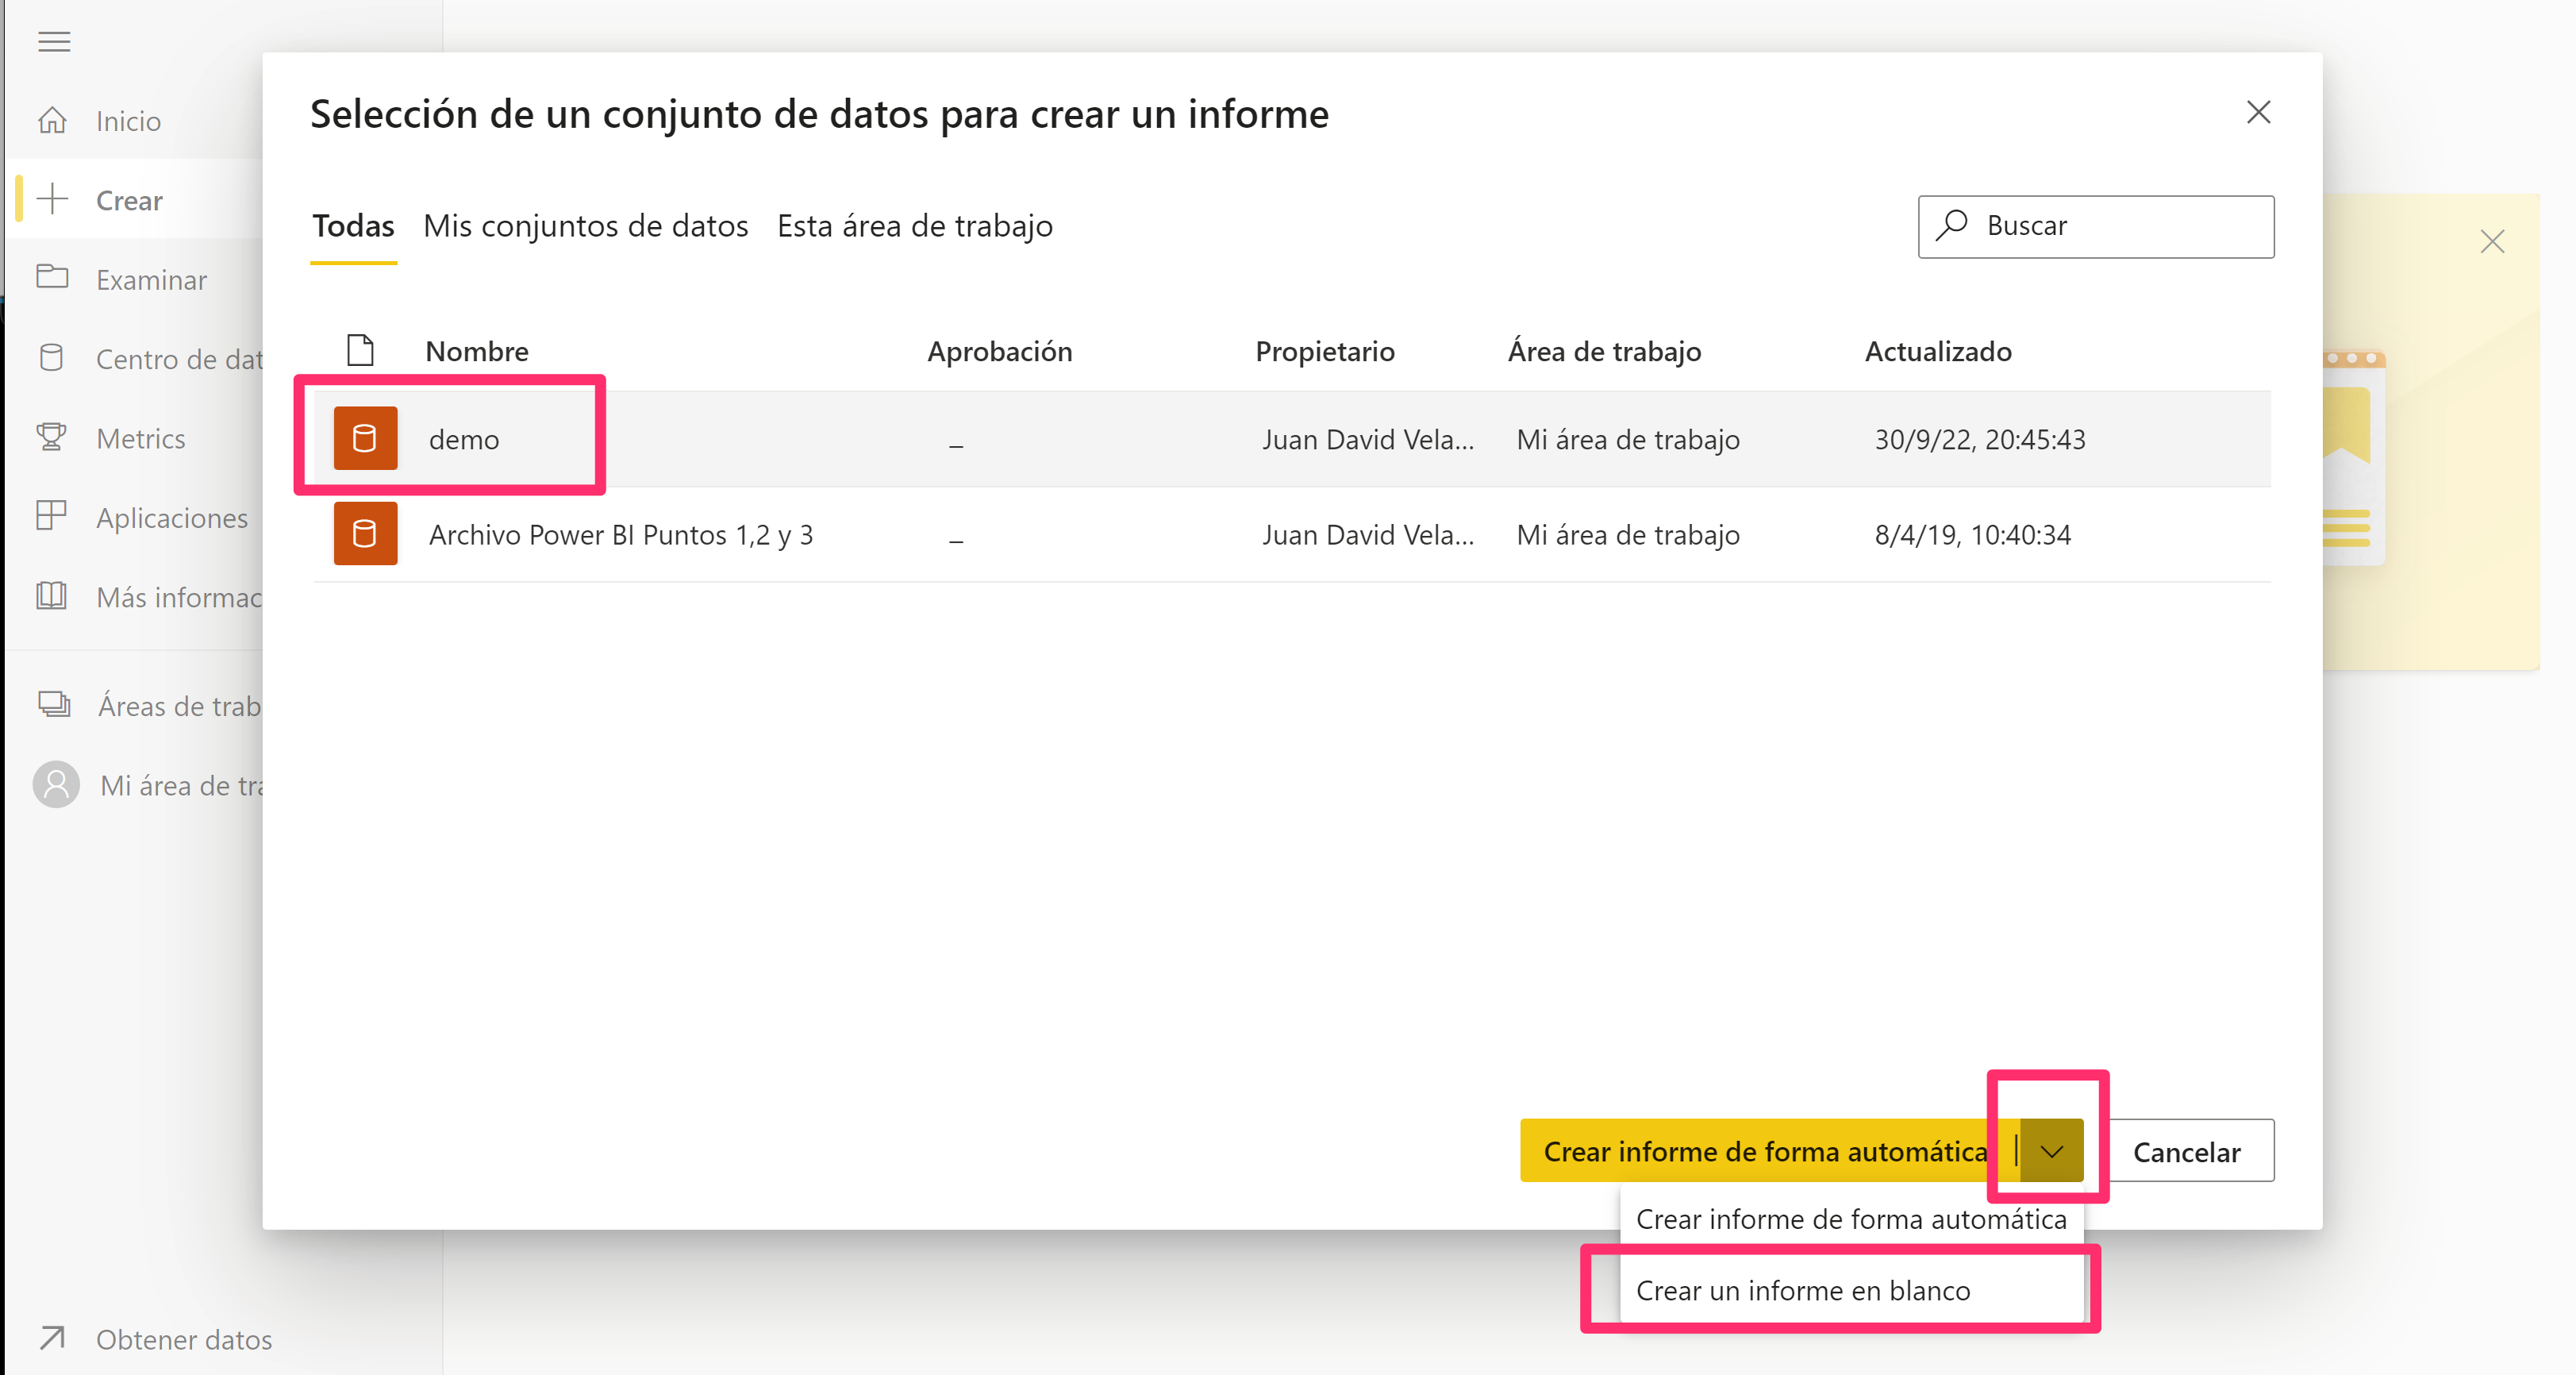 Selección de un conjunto de datos para crear un informe
Inicio
Crear
Examinar
Centro de dat
Metrics
Aplicaciones
Más informac
Áreas de trab
Mi área de tra
Obtener datos
Todas Mis conjuntos de datos Esta área de trabajo
Buscar
Nombre Aprobación Propietario Área de trabajo Actualizado
demo – Juan David Vela... Mi área de trabajo 30/9/22, 20:45:43
Archivo Power BI Puntos 1,2 y 3 – Juan David Vela... Mi área de trabajo 8/4/19, 10:40:34
Crear informe de forma automática | Cancelar
Crear informe de forma automática
Crear un informe en blanco